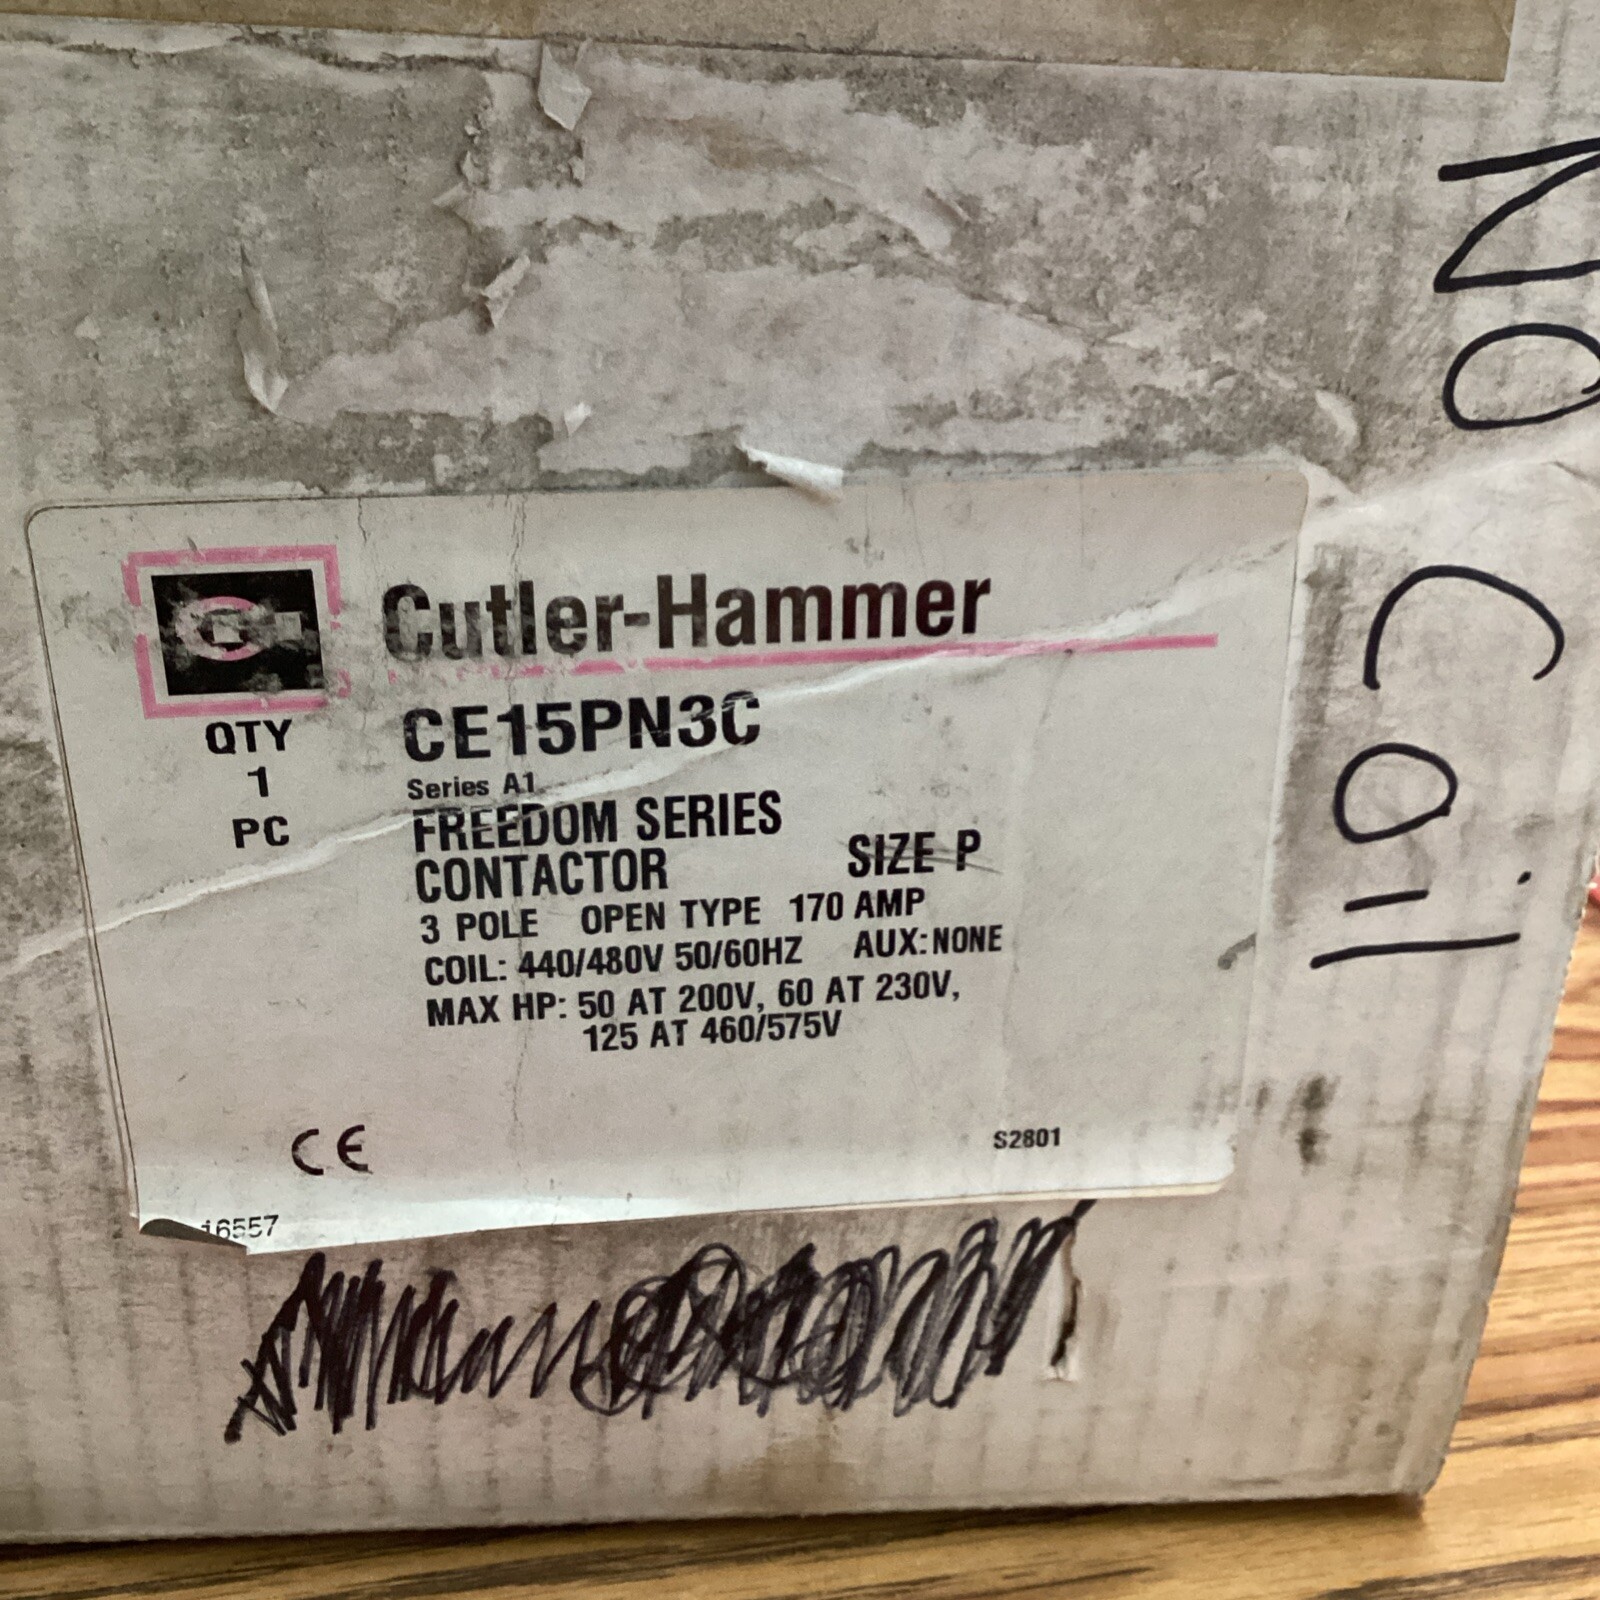 Cutler-Hammer
QTY
1
PC
CE15PN3C
Series A1
FREEDOM SERIES
CONTACTOR SIZE P
3 POLE OPEN TYPE 170 AMP
COIL: 440/480V 50/60HZ AUX:NONE
MAX HP: 50 AT 200V, 60 AT 230V,
125 AT 460/575V
CE
S2801
16557
NO Coil